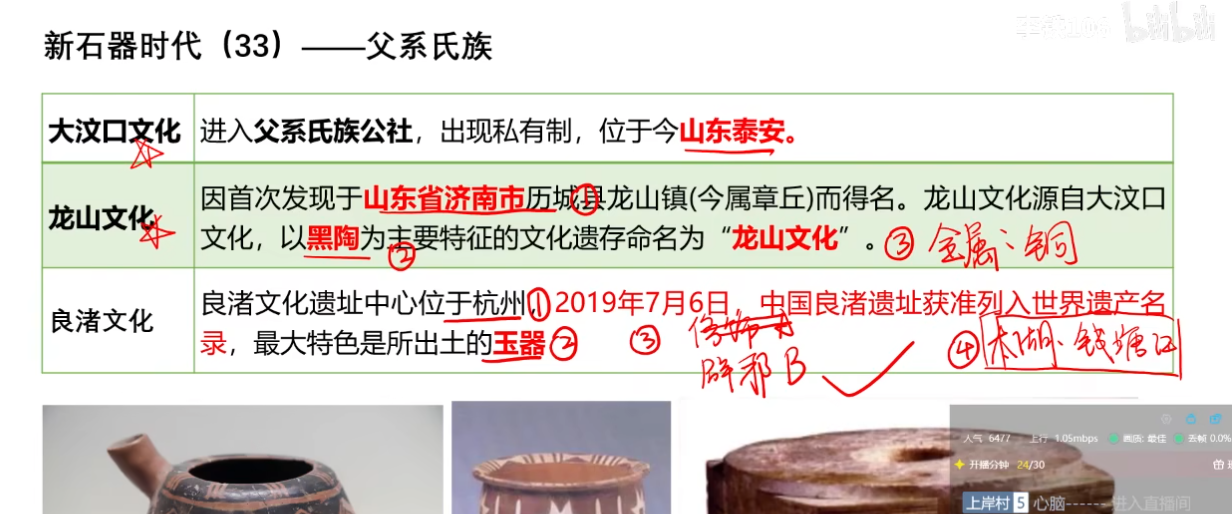 新石器时代（33）——父系氏族
bilibili
大汶口文化
进入父系氏族公社，出现私有制，位于今山东泰安。
龙山文化
因首次发现于山东省济南市历城县龙山镇(今属章丘)而得名。龙山文化源自大汶口
文化，以黑陶为主要特征的文化遗存命名为“龙山文化”。
① ② ③ 金属：铜
良渚文化
良渚文化遗址中心位于杭州，2019年7月6日，中国良渚遗址获准列入世界遗产名
录，最大特色是所出土的玉器
① ② ③
辟邪 B
④ 太湖、钱塘江
人气 6477 上行 1.05mbps 画质: 最佳 丢帧 0.0%
开播分钟 24/30
上岸村 5 心脑------ 进入直播间